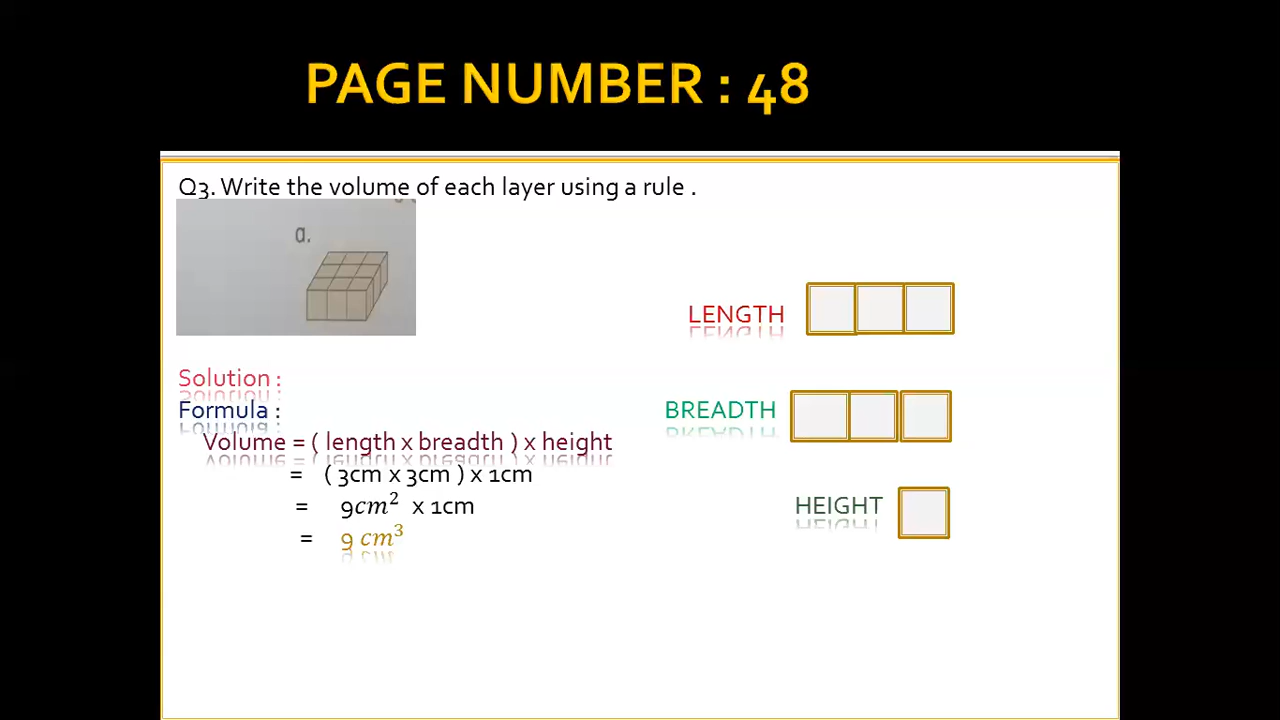 PAGE NUMBER : 48
Q3. Write the volume of each layer using a rule .
a.
LENGTH
Solution :
Formula :
BREADTH
Volume = ( length x breadth ) x height
= ( 3cm x 3cm ) x 1cm
= 9cm² x 1cm
HEIGHT
= 9 cm³